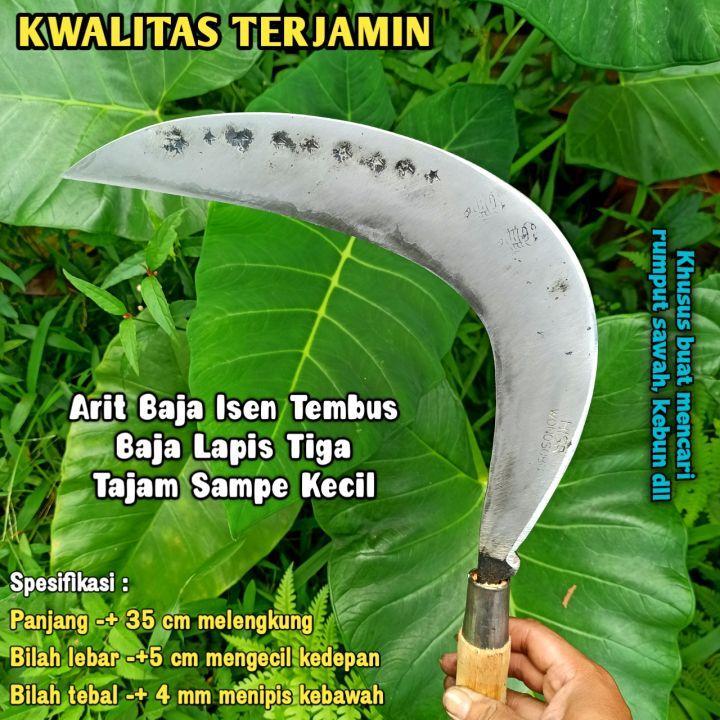 KWALITAS TERJAMIN
Khusus buat mencari
rumput sawah, kebun dll
Arit Baja Isen Tembus
Baja Lapis Tiga
Tajam Sampe Kecil
Spesifikasi :
Panjang -+ 35 cm melengkung
Bilah lebar -+5 cm mengecil kedepan
Bilah tebal -+ 4 mm menipis kebawah